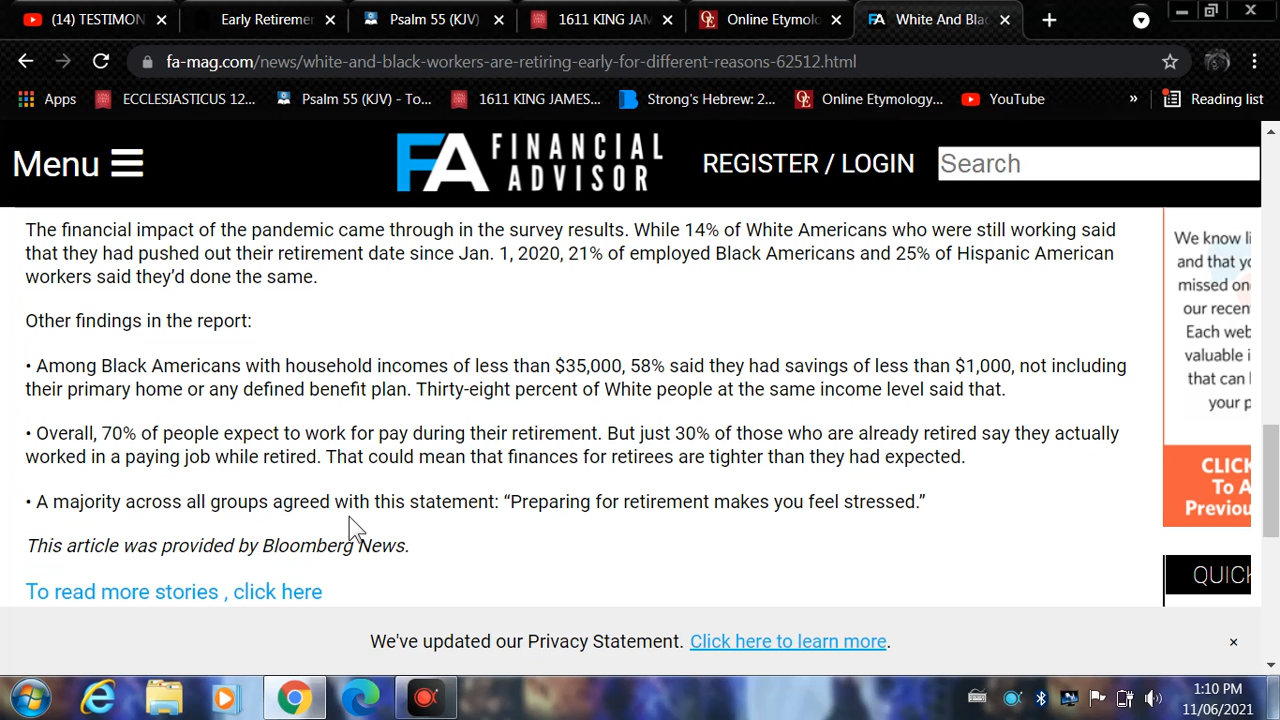 (14) TESTIMON
Early Retiremer
Psalm 55 (KJV)
1611 KING JAM
Online Etymolo
White And Blac
fa-mag.com/news/white-and-black-workers-are-retiring-early-for-different-reasons-62512.html
Apps
ECCLESIASTICUS 12...
Psalm 55 (KJV) - To...
1611 KING JAMES...
Strong's Hebrew: 2...
Online Etymology...
YouTube
»
Reading list
Menu
FA FINANCIAL
ADVISOR
REGISTER / LOGIN
Search
The financial impact of the pandemic came through in the survey results. While 14% of White Americans who were still working said
that they had pushed out their retirement date since Jan. 1, 2020, 21% of employed Black Americans and 25% of Hispanic American
workers said they’d done the same.
Other findings in the report:
• Among Black Americans with household incomes of less than $35,000, 58% said they had savings of less than $1,000, not including
their primary home or any defined benefit plan. Thirty-eight percent of White people at the same income level said that.
• Overall, 70% of people expect to work for pay during their retirement. But just 30% of those who are already retired say they actually
worked in a paying job while retired. That could mean that finances for retirees are tighter than they had expected.
• A majority across all groups agreed with this statement: “Preparing for retirement makes you feel stressed.”
This article was provided by Bloomberg News.
To read more stories , click here
We know li
and that yo
missed on
our recen
Each web
valuable i
that can
your p
CLICK
To A
Previou
QUICK
We've updated our Privacy Statement. Click here to learn more.
×
1:10 PM
11/06/2021